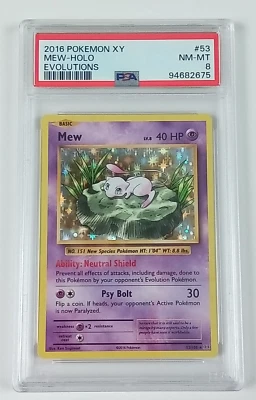 2016 POKEMON XY #53
MEW-HOLO NM-MT
EVOLUTIONS PSA 8
94682675
BASIC
Mew LV.8 40 HP
NO. 151 New Species Pokémon HT: 1'04" WT: 8.8 lbs.
Ability: Neutral Shield
Prevent all effects of attacks, including damage, done to
this Pokémon by your opponent's Evolution Pokémon.
Psy Bolt 30
Flip a coin. If heads, your opponent's Active Pokémon
is now Paralyzed.
weakness ×2 resistance
retreat cost